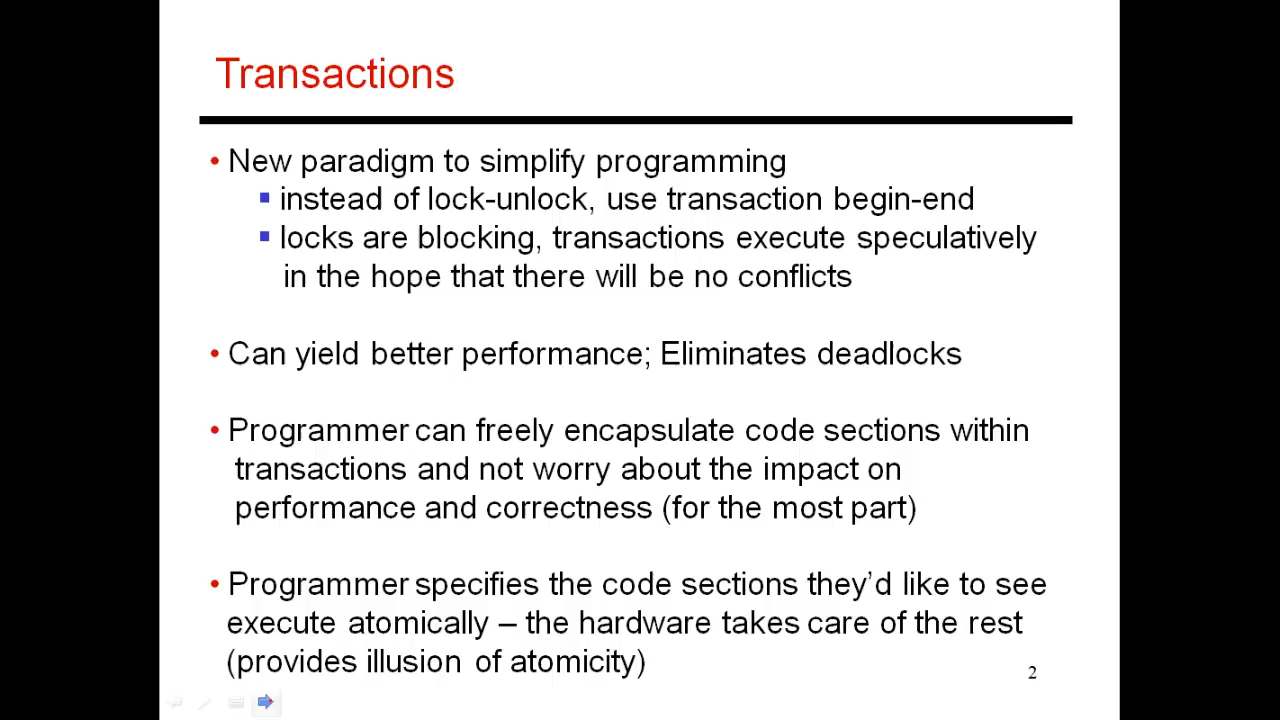 Transactions
• New paradigm to simplify programming
▪ instead of lock-unlock, use transaction begin-end
▪ locks are blocking, transactions execute speculatively
in the hope that there will be no conflicts
• Can yield better performance; Eliminates deadlocks
• Programmer can freely encapsulate code sections within
transactions and not worry about the impact on
performance and correctness (for the most part)
• Programmer specifies the code sections they’d like to see
execute atomically – the hardware takes care of the rest
(provides illusion of atomicity)
2